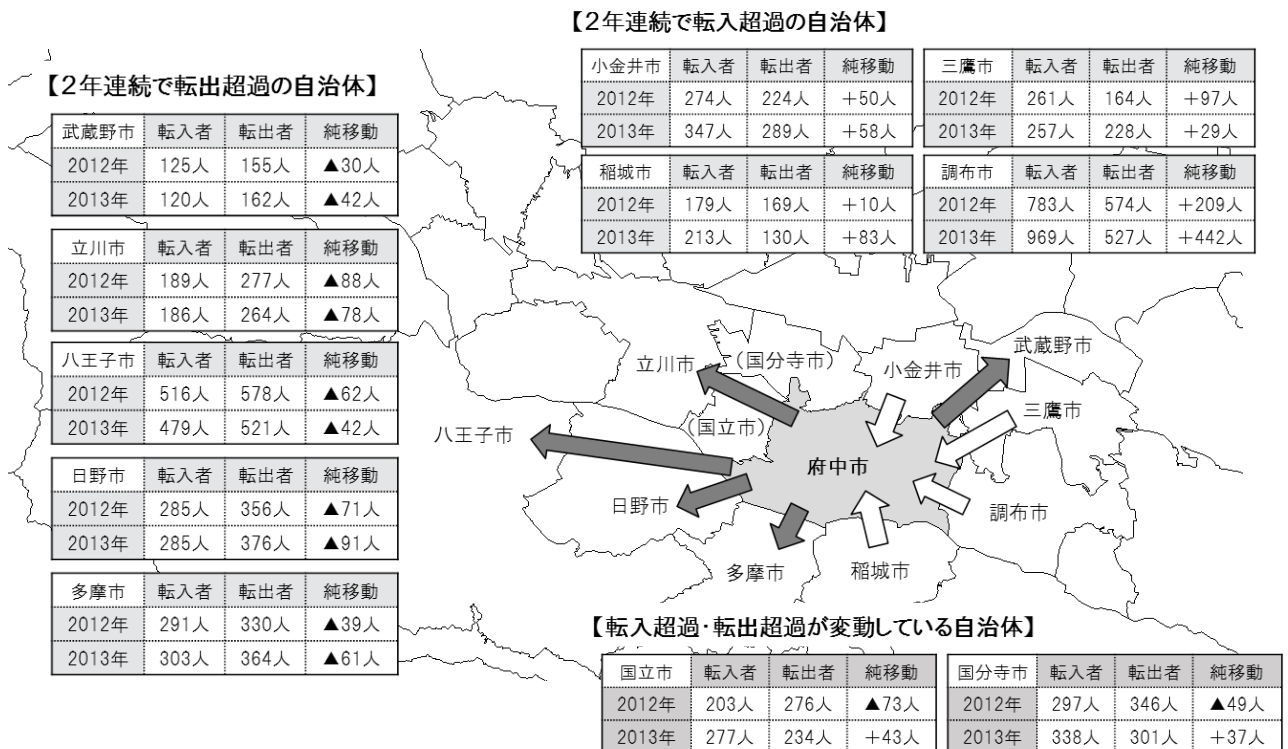 【2年連続で転入超過の自治体】
小金井市 転入者 転出者 純移動
2012年 274人 224人 +50人
2013年 347人 289人 +58人
三鷹市 転入者 転出者 純移動
2012年 261人 164人 +97人
2013年 257人 228人 +29人
稲城市 転入者 転出者 純移動
2012年 179人 169人 +10人
2013年 213人 130人 +83人
調布市 転入者 転出者 純移動
2012年 783人 574人 +209人
2013年 969人 527人 +442人
【2年連続で転出超過の自治体】
武蔵野市 転入者 転出者 純移動
2012年 125人 155人 ▲30人
2013年 120人 162人 ▲42人
立川市 転入者 転出者 純移動
2012年 189人 277人 ▲88人
2013年 186人 264人 ▲78人
八王子市 転入者 転出者 純移動
2012年 516人 578人 ▲62人
2013年 479人 521人 ▲42人
日野市 転入者 転出者 純移動
2012年 285人 356人 ▲71人
2013年 285人 376人 ▲91人
多摩市 転入者 転出者 純移動
2012年 291人 330人 ▲39人
2013年 303人 364人 ▲61人
立川市
(国分寺市)
小金井市
武蔵野市
三鷹市
(国立市)
八王子市
府中市
日野市
調布市
多摩市
稲城市
【転入超過・転出超過が変動している自治体】
国立市 転入者 転出者 純移動
2012年 203人 276人 ▲73人
2013年 277人 234人 +43人
国分寺市 転入者 転出者 純移動
2012年 297人 346人 ▲49人
2013年 338人 301人 +37人